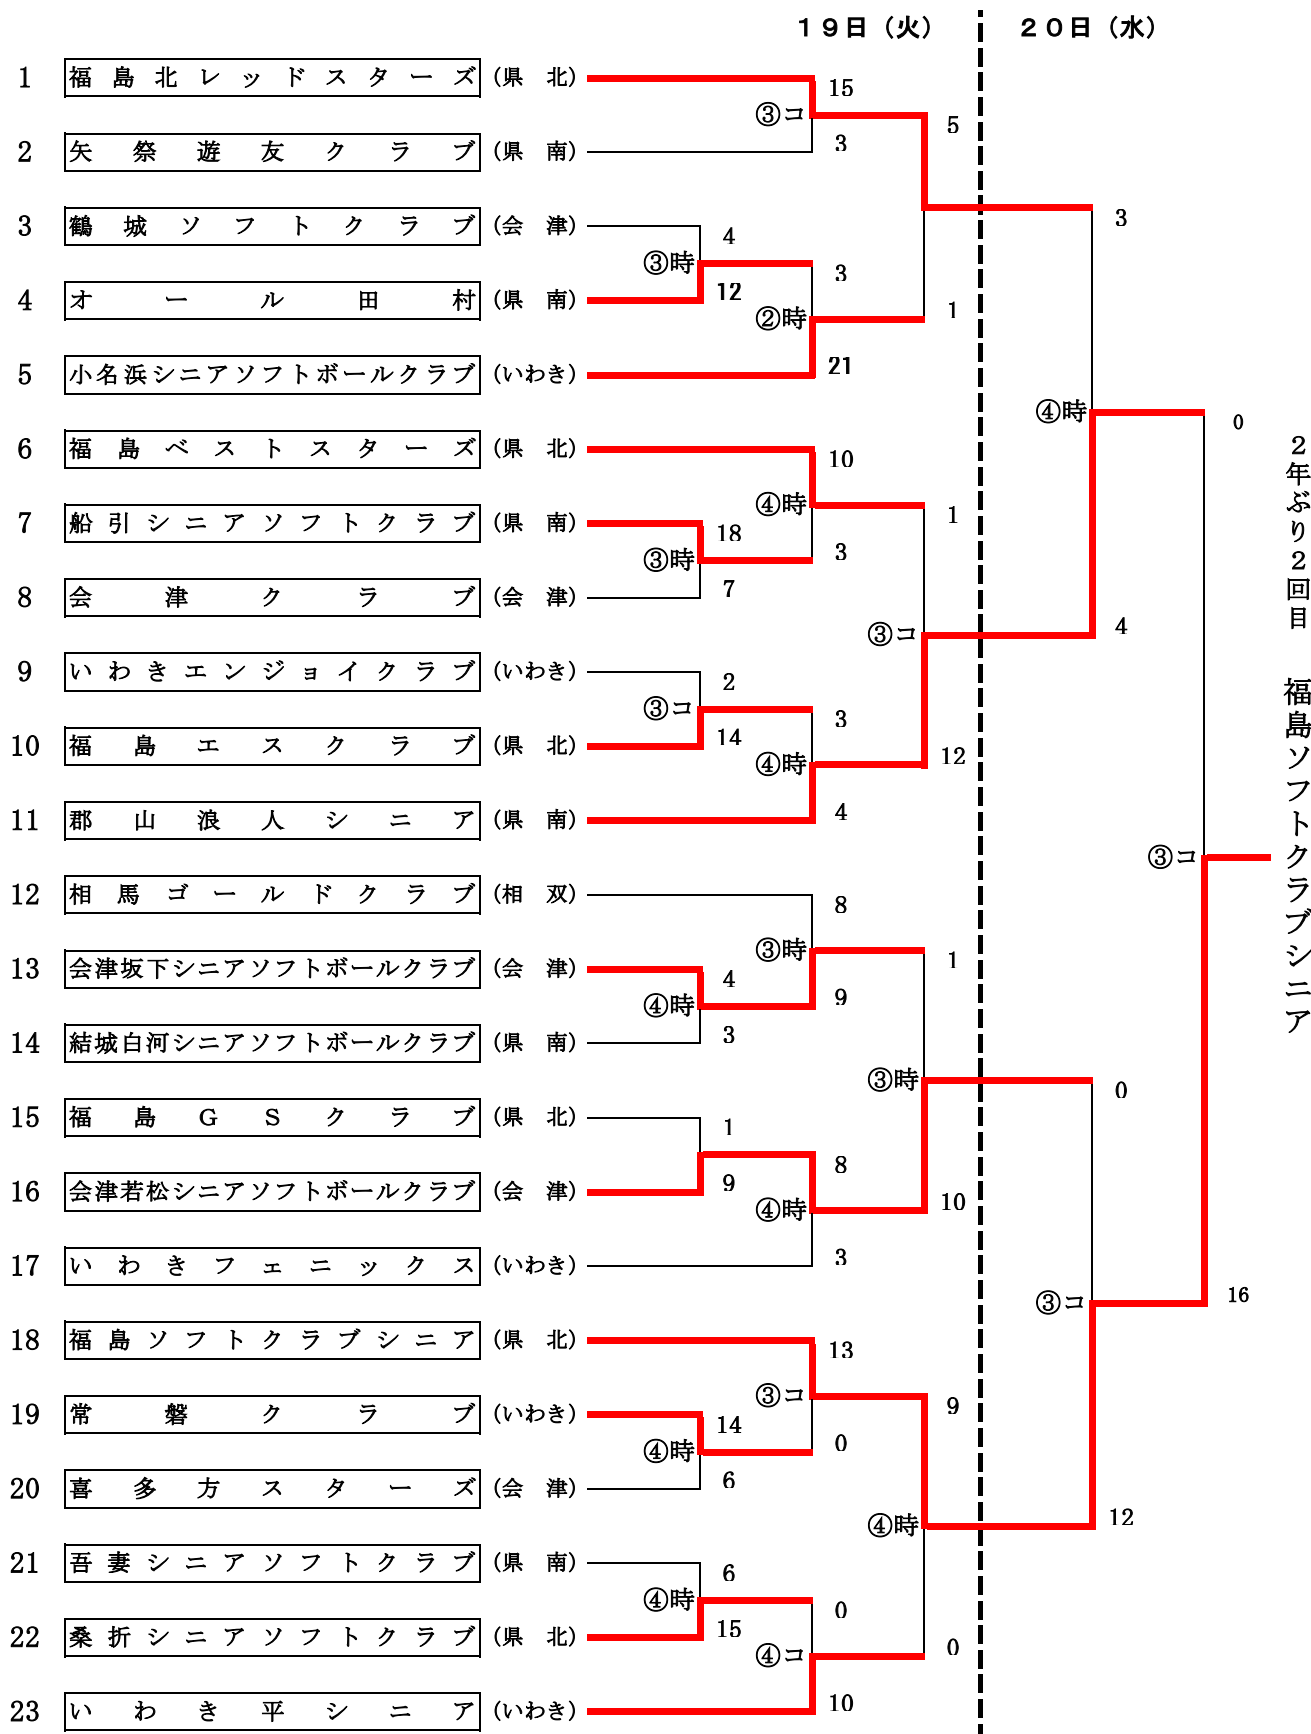 １９日（火） ２０日（水）
1 福島北レッドスターズ （県 北） 15
③コ 5
2 矢祭遊友クラブ （県 南） 3
3 鶴城ソフトクラブ （会 津） 4 3
③時 3
4 オール田村 （県 南） 12
②時 1
5 小名浜シニアソフトボールクラブ （いわき） 21
④時 0
6 福島ベストスターズ （県 北） 10
④時 1
7 船引シニアソフトクラブ （県 南） 18
③時 3
8 会津クラブ （会 津） 7
③コ 4
9 いわきエンジョイクラブ （いわき） 2
③コ 3
10 福島エスクラブ （県 北） 14
④時 12
11 郡山浪人シニア （県 南） 4
③コ
２年ぶり２回目 福島ソフトクラブシニア
12 相馬ゴールドクラブ （相 双） 8
③時 1
13 会津坂下シニアソフトボールクラブ （会 津） 4
④時 9
14 結城白河シニアソフトボールクラブ （県 南） 3
③時 0
15 福島ＧＳクラブ （県 北） 1
8
16 会津若松シニアソフトボールクラブ （会 津） 9
④時 10
17 いわきフェニックス （いわき） 3
③コ 16
18 福島ソフトクラブシニア （県 北） 13
③コ 9
19 常磐クラブ （いわき） 14
④時 0
20 喜多方スターズ （会 津） 6
④時 12
21 吾妻シニアソフトクラブ （県 南） 6
④時 0
22 桑折シニアソフトクラブ （県 北） 15
④コ 0
23 いわき平シニア （いわき） 10